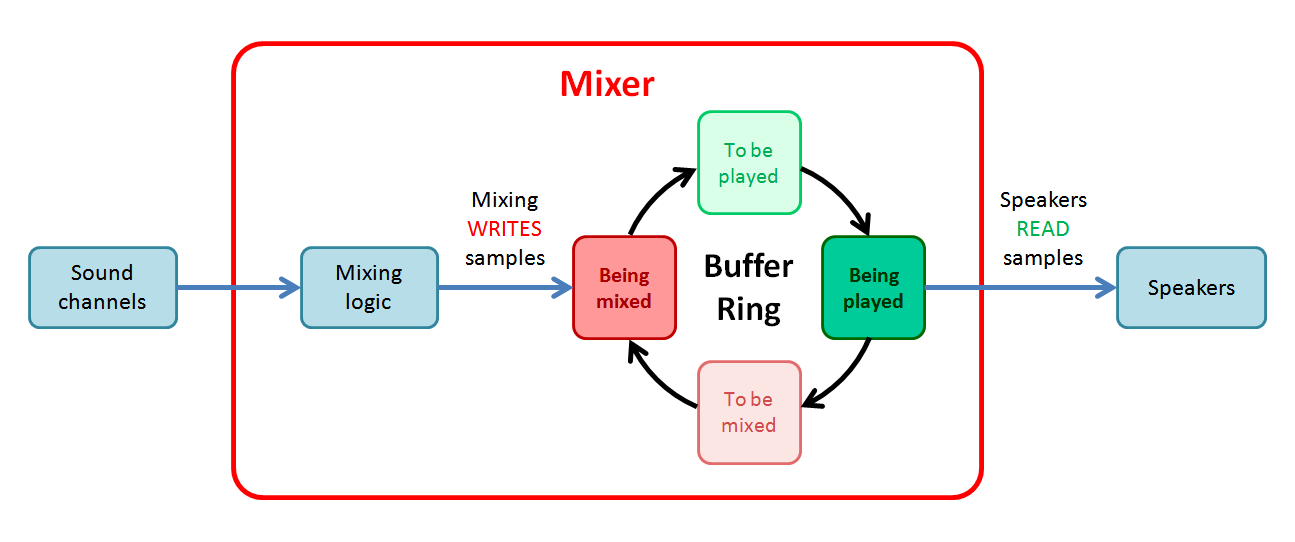 Mixer
To be
played
Mixing
WRITES
samples
Speakers
READ
samples
Sound
channels
Mixing
logic
Being
mixed
Buffer
Ring
Being
played
Speakers
To be
mixed